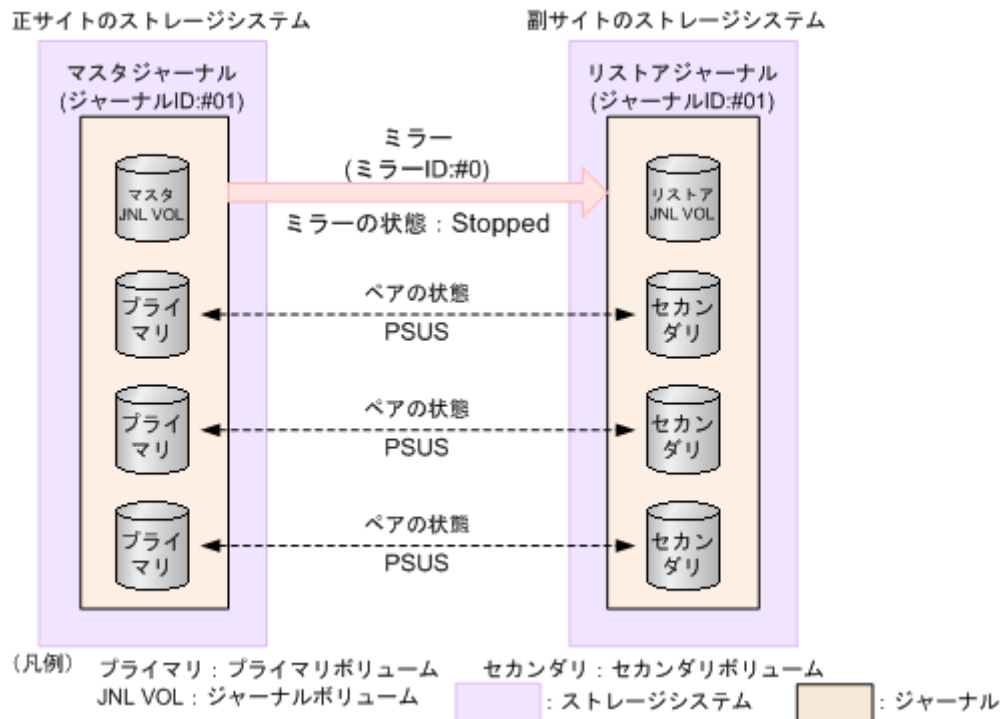 正サイトのストレージシステム
副サイトのストレージシステム
マスタジャーナル
(ジャーナルID:#01)
リストアジャーナル
(ジャーナルID:#01)
ミラー
(ミラーID:#0)
マスタ
JNL VOL
リストア
JNL VOL
ミラーの状態：Stopped
プライ
マリ
ペアの状態
PSUS
セカン
ダリ
プライ
マリ
ペアの状態
PSUS
セカン
ダリ
プライ
マリ
ペアの状態
PSUS
セカン
ダリ
(凡例) プライマリ：プライマリボリューム セカンダリ：セカンダリボリューム
JNL VOL：ジャーナルボリューム ：ストレージシステム ：ジャーナル